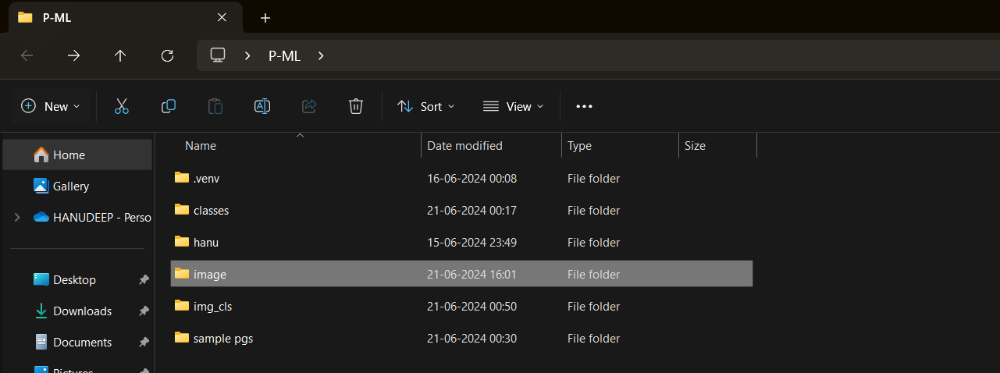 P-ML
P-ML
New
Sort
View
Name Date modified Type Size
Home
Gallery
HANUDEEP - Perso
Desktop
Downloads
Documents
Pictures
.venv 16-06-2024 00:08 File folder
classes 21-06-2024 00:17 File folder
hanu 15-06-2024 23:49 File folder
image 21-06-2024 16:01 File folder
img_cls 21-06-2024 00:50 File folder
sample pgs 21-06-2024 00:30 File folder